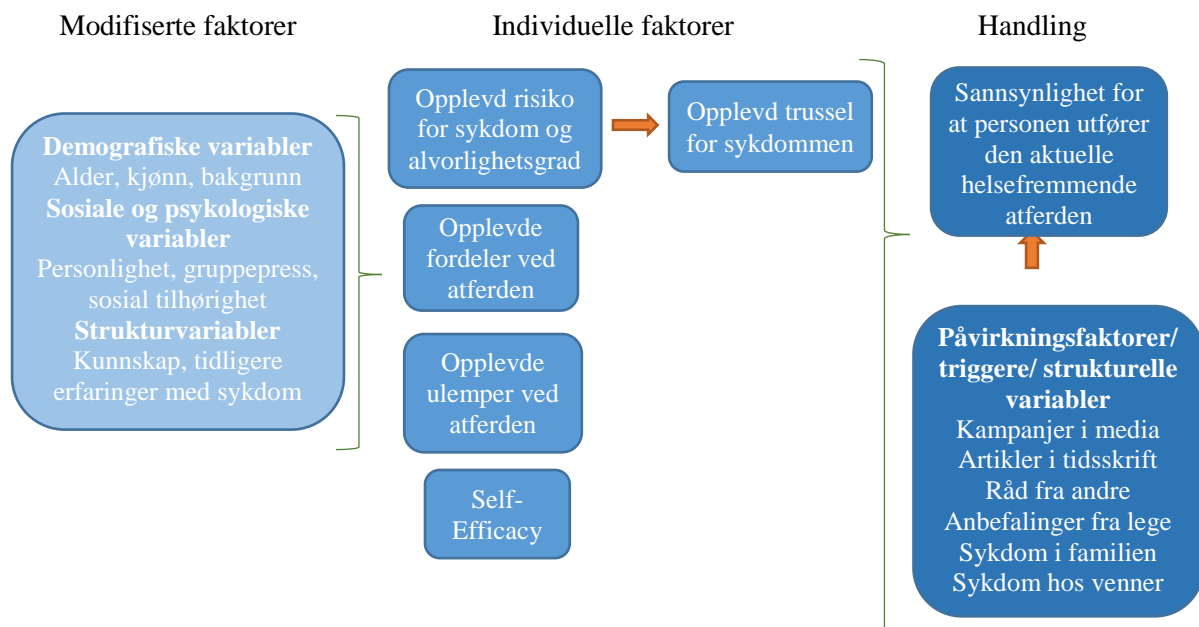 Modifiserte faktorer
Individuelle faktorer
Handling
Demografiske variabler
Alder, kjønn, bakgrunn
Sosiale og psykologiske
variabler
Personlighet, gruppepress,
sosial tilhørighet
Strukturvariabler
Kunnskap, tidligere
erfaringer med sykdom
Opplevd risiko
for sykdom og
alvorlighetsgrad
Opplevd trussel
for sykdommen
Opplevde
fordeler ved
atferden
Opplevde
ulemper ved
atferden
Self-
Efficacy
Sannsynlighet for
at personen utfører
den aktuelle
helsefremmende
atferden
Påvirkningsfaktorer/
triggere/ strukturelle
variabler
Kampanjer i media
Artikler i tidsskrift
Råd fra andre
Anbefalinger fra lege
Sykdom i familien
Sykdom hos venner